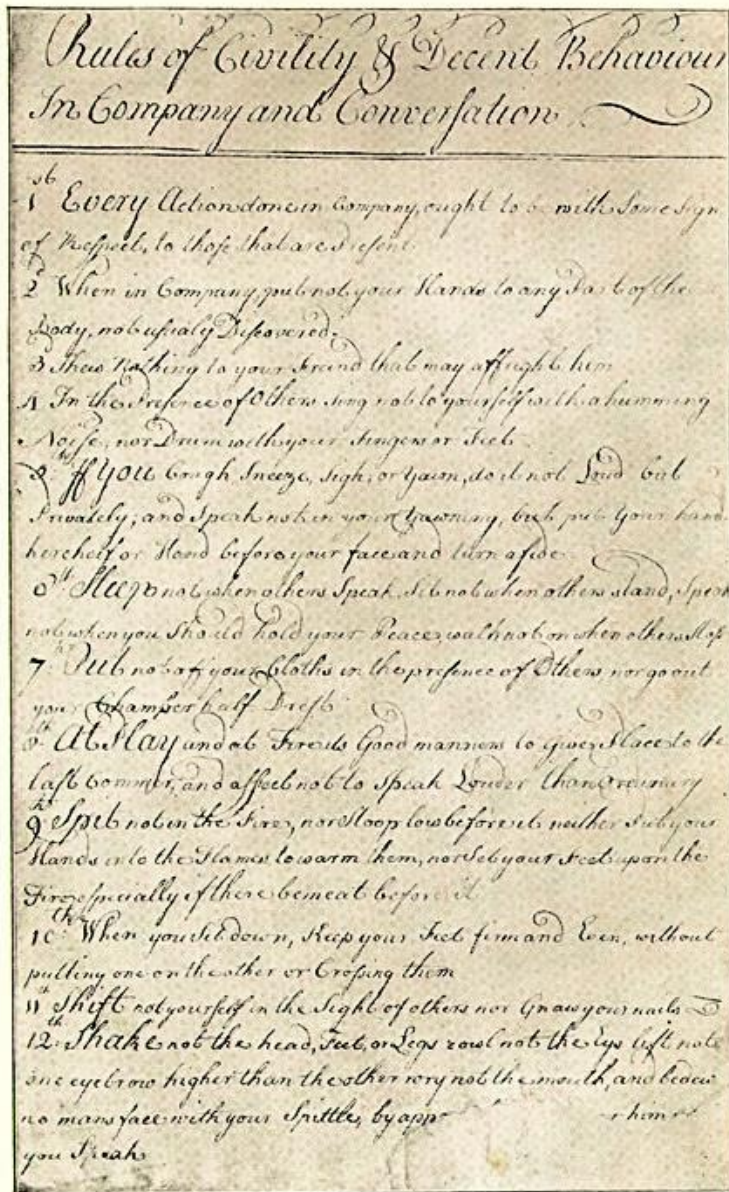 Rules of Civility & Decent Behaviour
In Company and Conversation
1st Every Action done in Company, ought to be with Some Sign
of Respect, to those that are Present.
2d When in Company, put not your Hands to any Part of the
Body, not usualy Discovered.
3 Shew Nothing to your Freind that may affright him
4 In the Presence of Others sing not to yourself with a humming
Noise, nor Drum with your Fingers or Feet
5th If You Cough, Sneeze, Sigh, or Yawn, do it not Loud but
Privately; and Speak not in your Yawning, but put Your hand
kercheif or Hand before your face and turn aside
6th Sleep not when others Speak, Sit not when others stand, Speak
not when you Should hold your Peace, walk not on when others Stop
7th Put not off your Cloths in the presence of Others nor go out
your Chamber half Drest
8th At Play and at Fire its Good manners to Give Place to the
last Commer, and affect not to Speak Louder than Ordinary
9th Spit not in the Fire, nor Stoop low before it neither Put your
Hands into the Flames to warm them, nor Set your Feet upon the
Fire especially if there be meat before it
10th When you Sit down, Keep your Feet firm and Even, without
putting one on the other or Crossing them
11th Shift not yourself in the Sight of others nor Gnaw your nails
12th Shake not the head, Feet, or Legs rowl not the Eys lift not
one eyebrow higher than the other wry not the mouth, and bedew
no mans face with your Spittle, by app r him
you Speak